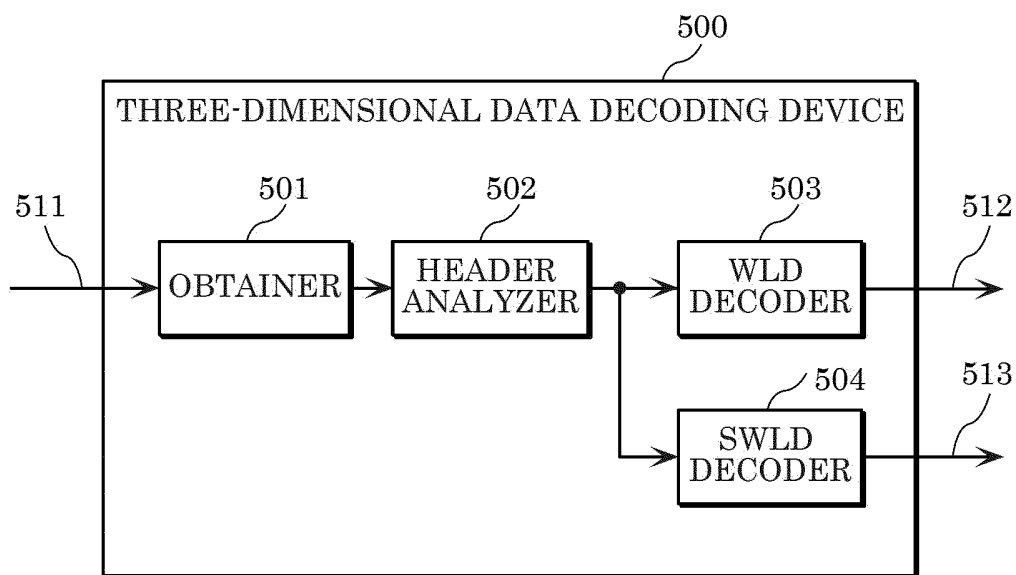 500
THREE-DIMENSIONAL DATA DECODING DEVICE
501
502
503
511
512
OBTAINER
HEADER
ANALYZER
WLD
DECODER
504
513
SWLD
DECODER